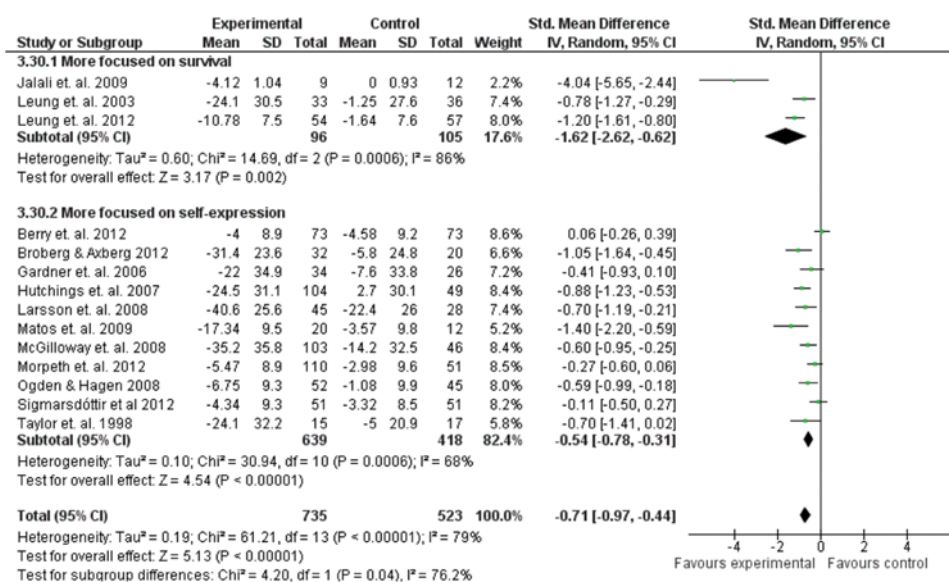 Experimental Control Std. Mean Difference Std. Mean Difference
Study or Subgroup Mean SD Total Mean SD Total Weight IV, Random, 95% CI IV, Random, 95% CI
3.30.1 More focused on survival
Jalali et. al. 2009 -4.12 1.04 9 0 0.93 12 2.2% -4.04 [-5.65, -2.44]
Leung et. al. 2003 -24.1 30.5 33 -1.25 27.6 36 7.4% -0.78 [-1.27, -0.29]
Leung et. al. 2012 -10.78 7.5 54 -1.64 7.6 57 8.0% -1.20 [-1.61, -0.80]
Subtotal (95% CI) 96 105 17.6% -1.62 [-2.62, -0.62]
Heterogeneity: Tau² = 0.60; Chi² = 14.69, df = 2 (P = 0.0006); I² = 86%
Test for overall effect: Z = 3.17 (P = 0.002)
3.30.2 More focused on self-expression
Berry et. al. 2012 -4 8.9 73 -4.58 9.2 73 8.6% 0.06 [-0.26, 0.39]
Broberg & Axberg 2012 -31.4 23.6 32 -5.8 24.8 20 6.6% -1.05 [-1.64, -0.45]
Gardner et. al. 2006 -22 34.9 34 -7.6 33.8 26 7.2% -0.41 [-0.93, 0.10]
Hutchings et. al. 2007 -24.5 31.1 104 2.7 30.1 49 8.4% -0.88 [-1.23, -0.53]
Larsson et. al. 2008 -40.6 25.6 45 -22.4 26 28 7.4% -0.70 [-1.19, -0.21]
Matos et. al. 2009 -17.34 9.5 20 -3.57 9.8 12 5.2% -1.40 [-2.20, -0.59]
McGilloway et. al. 2008 -35.2 35.8 103 -14.2 32.5 46 8.4% -0.60 [-0.95, -0.25]
Morpeth et. al. 2012 -5.47 8.9 110 -2.98 9.6 51 8.6% -0.27 [-0.60, 0.06]
Ogden & Hagen 2008 -6.75 9.3 52 -1.08 9.9 45 8.0% -0.59 [-0.99, -0.18]
Sigmarsdóttir et al 2012 -4.34 9.3 51 -3.32 8.5 51 8.2% -0.11 [-0.50, 0.27]
Taylor et. al. 1998 -24.1 32.2 15 -5 20.9 17 5.8% -0.70 [-1.41, 0.02]
Subtotal (95% CI) 639 418 82.4% -0.54 [-0.78, -0.31]
Heterogeneity: Tau² = 0.10; Chi² = 30.94, df = 10 (P = 0.0006); I² = 68%
Test for overall effect: Z = 4.54 (P < 0.00001)
Total (95% CI) 735 523 100.0% -0.71 [-0.97, -0.44]
Heterogeneity: Tau² = 0.19; Chi² = 61.21, df = 13 (P < 0.00001); I² = 79%
Test for overall effect: Z = 5.13 (P < 0.00001)
Test for subgroup differences: Chi² = 4.20, df = 1 (P = 0.04), I² = 76.2%
-4 -2 0 2 4
Favours experimental Favours control